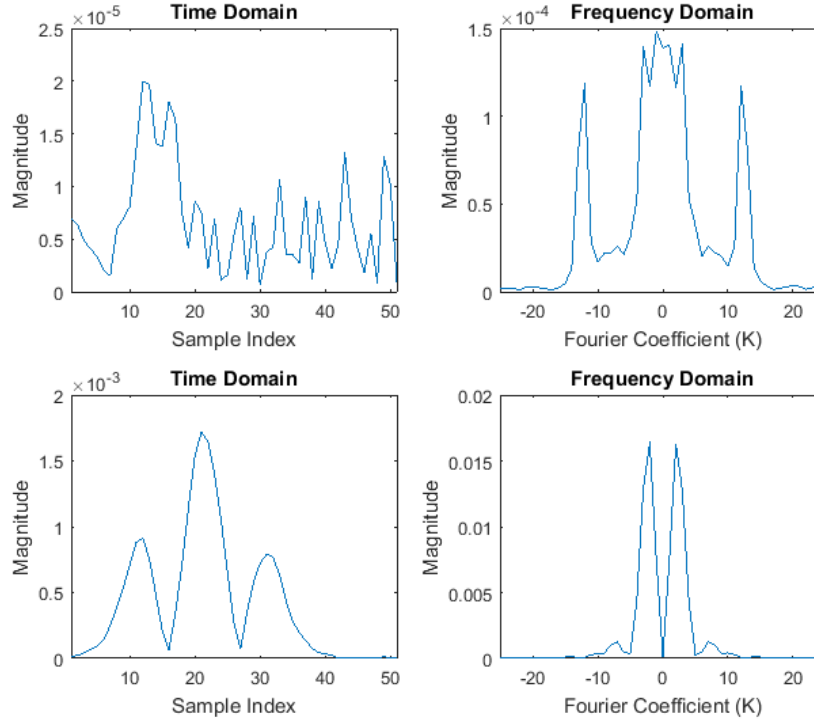 Time Domain
×10^-5
2.5
2
1.5
1
0.5
0
10 20 30 40 50
Magnitude
Sample Index
Frequency Domain
×10^-4
1.5
1
0.5
0
-20 -10 0 10 20
Magnitude
Fourier Coefficient (K)
Time Domain
×10^-3
2
1.5
1
0.5
0
10 20 30 40 50
Magnitude
Sample Index
Frequency Domain
0.02
0.015
0.01
0.005
0
-20 -10 0 10 20
Magnitude
Fourier Coefficient (K)